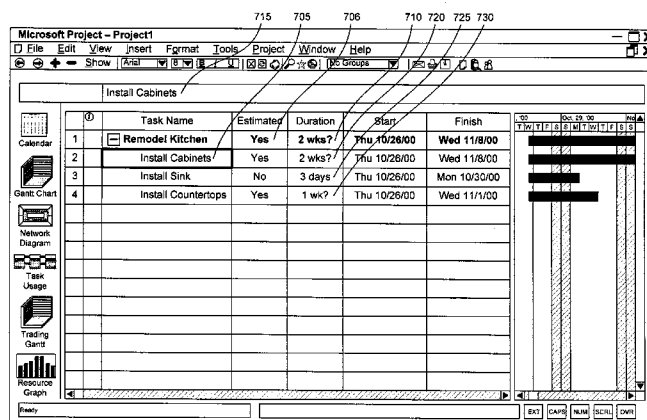 715 705 706 710 720 725 730
Microsoft Project – Project1
File Edit View Insert Format Tools Project Window Help
Show Arial 8 B I U No Groups
Install Cabinets
Task Name Estimated Duration Start Finish
'00 Oct 29, '00 No
T W T F S S M T W T F S S
1 Remodel Kitchen Yes 2 wks? Thu 10/26/00 Wed 11/8/00
2 Install Cabinets Yes 2 wks? Thu 10/26/00 Wed 11/8/00
3 Install Sink No 3 days Thu 10/26/00 Mon 10/30/00
4 Install Countertops Yes 1 wk? Thu 10/26/00 Wed 11/1/00
Calendar
Gantt Chart
Network
Diagram
Task
Usage
Trading
Gantt
Resource
Graph
Ready
EXT CAPS NUM SCRL OVR